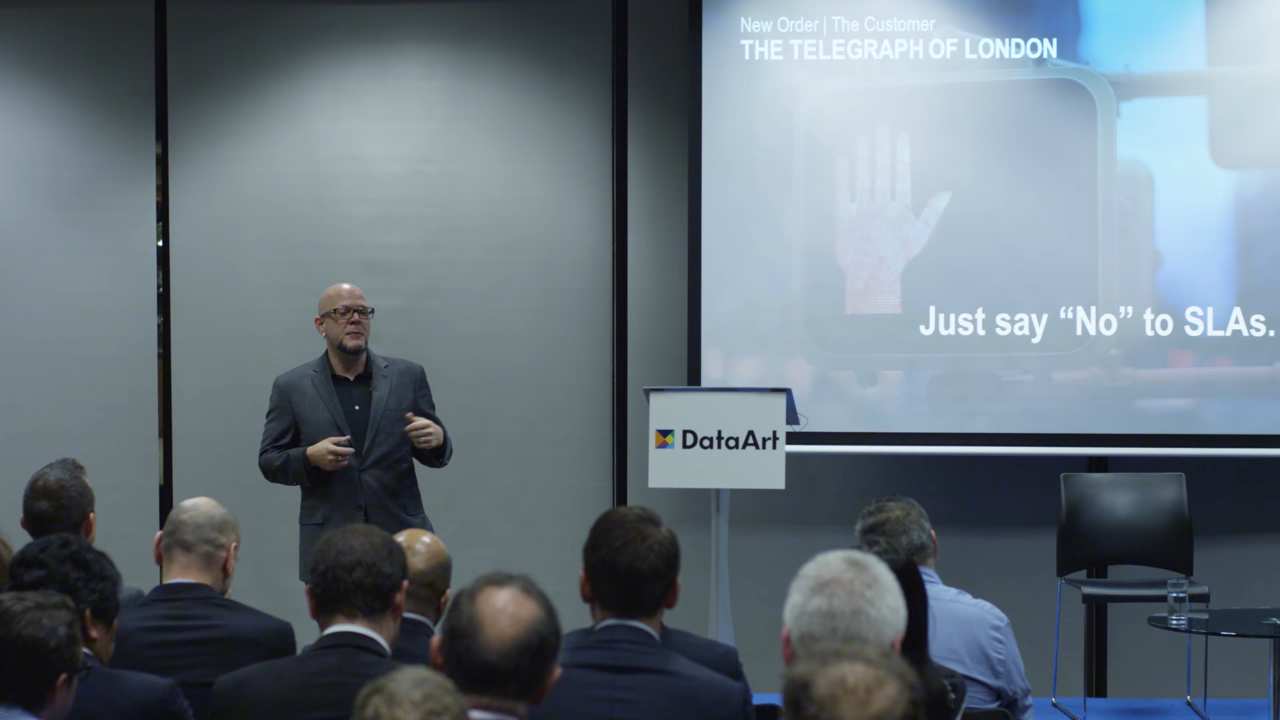 New Order | The Customer
THE TELEGRAPH OF LONDON
Just say “No” to SLAs.
DataArt